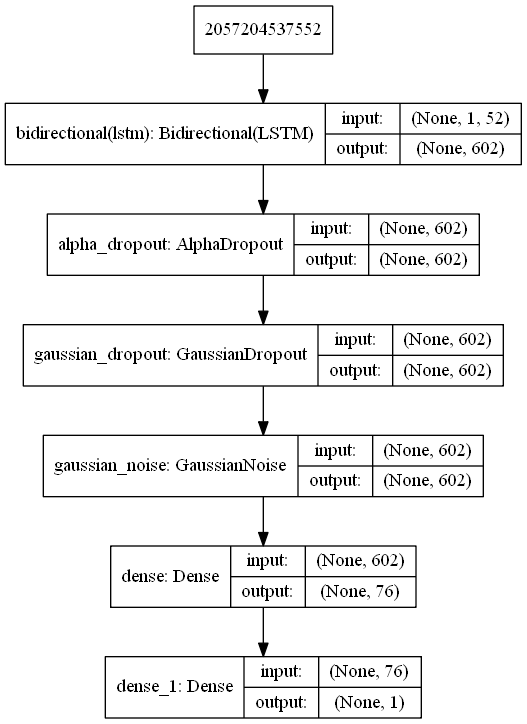 2057204537552
bidirectional(lstm): Bidirectional(LSTM)
input:
(None, 1, 52)
output:
(None, 602)
alpha_dropout: AlphaDropout
input:
(None, 602)
output:
(None, 602)
gaussian_dropout: GaussianDropout
input:
(None, 602)
output:
(None, 602)
gaussian_noise: GaussianNoise
input:
(None, 602)
output:
(None, 602)
dense: Dense
input:
(None, 602)
output:
(None, 76)
dense_1: Dense
input:
(None, 76)
output:
(None, 1)